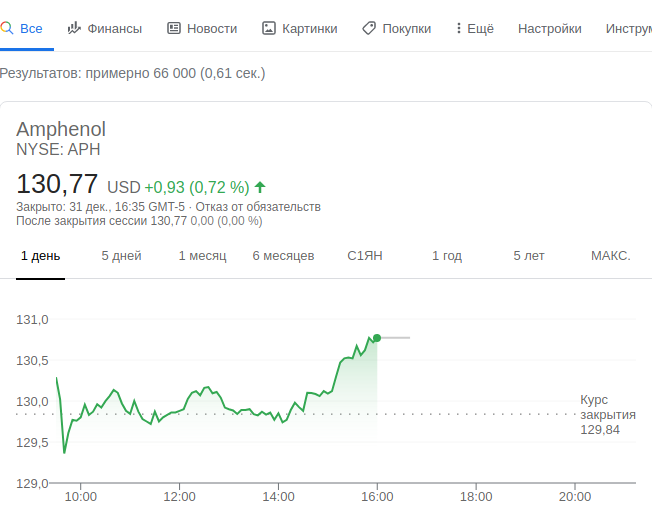 Все Финансы Новости Картинки Покупки Ещё Настройки Инструм
Результатов: примерно 66 000 (0,61 сек.)
Amphenol
NYSE: APH
130,77 USD +0,93 (0,72 %)
Закрыто: 31 дек., 16:35 GMT-5 · Отказ от обязательств
После закрытия сессии 130,77 0,00 (0,00 %)
1 день 5 дней 1 месяц 6 месяцев С1ЯН 1 год 5 лет МАКС.
131,0
130,5
130,0
129,5
129,0
Курс
закрытия
129,84
10:00 12:00 14:00 16:00 18:00 20:00